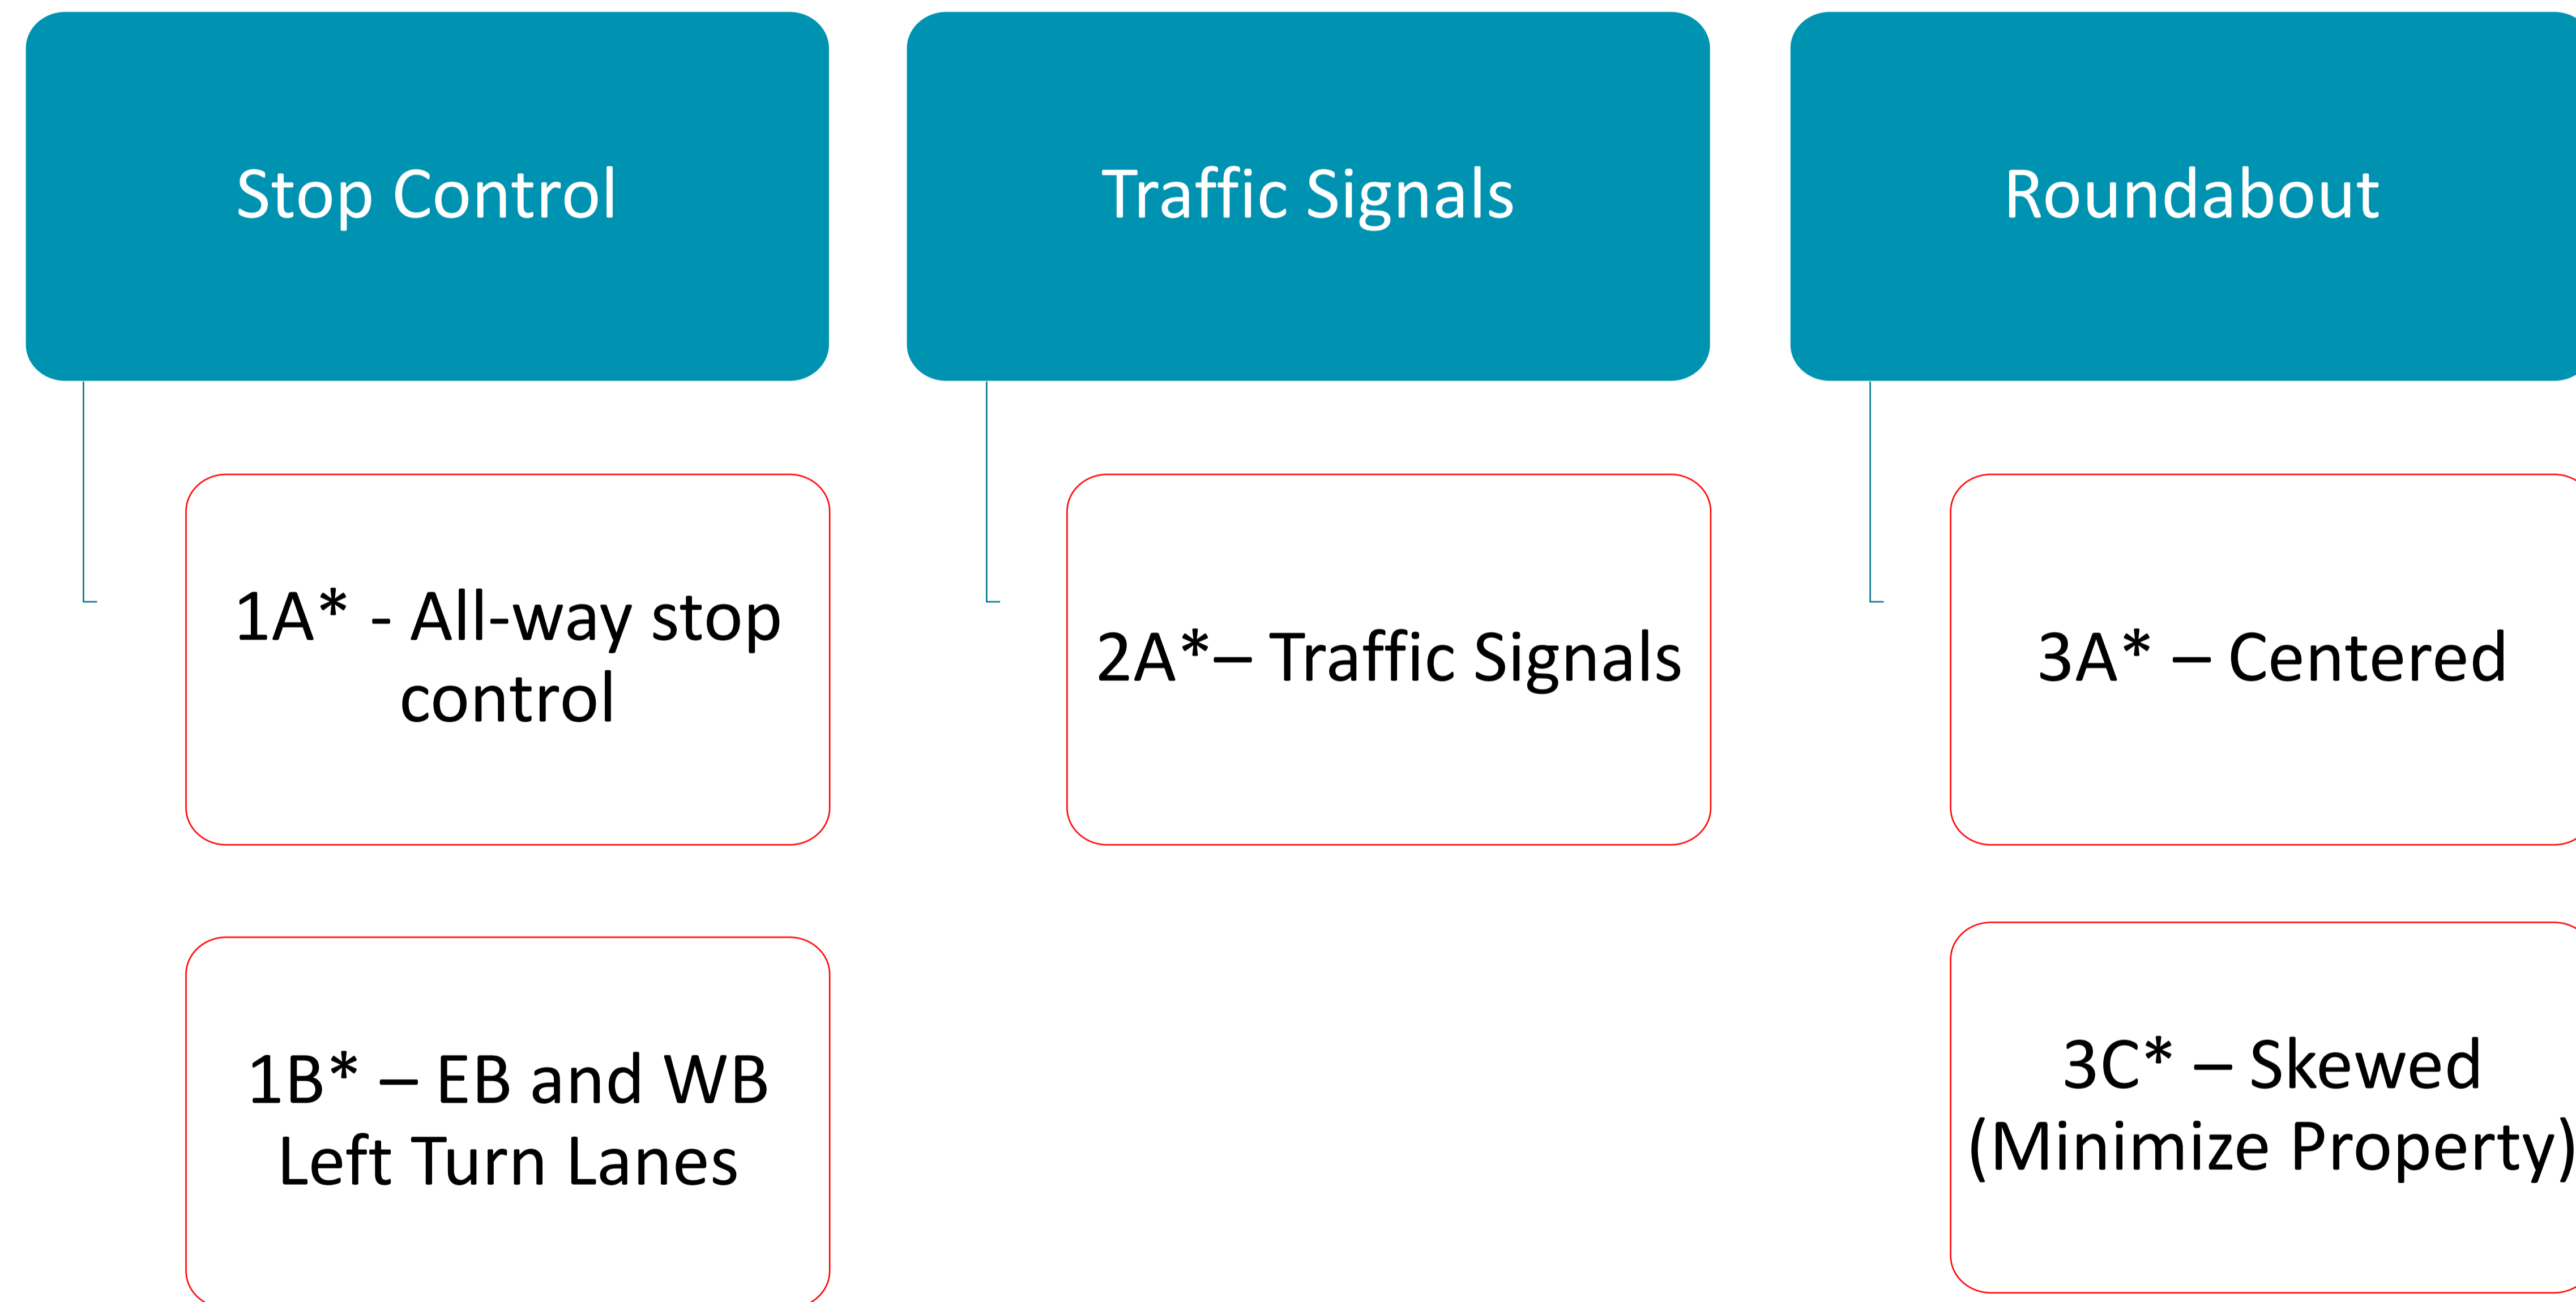 Stop Control
1A* - All-way stop
control
1B* – EB and WB
Left Turn Lanes
Traffic Signals
2A*– Traffic Signals
Roundabout
3A* – Centered
3C* – Skewed
(Minimize Property)